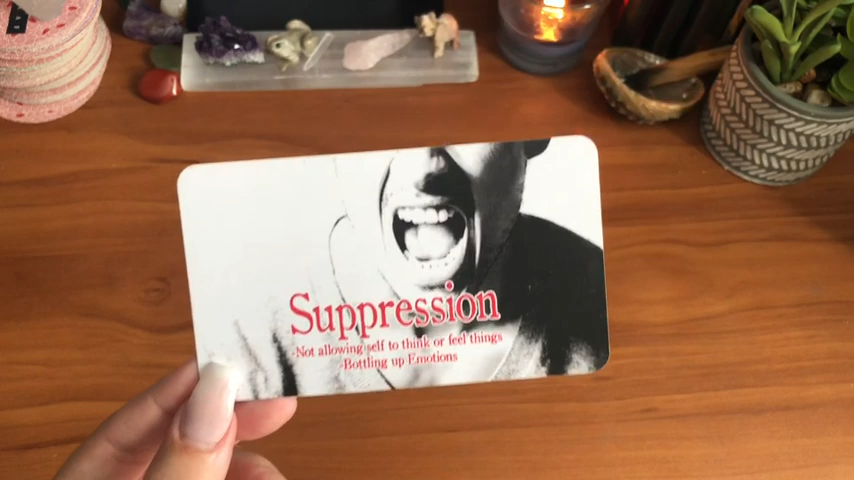 Suppression
-Not allowing self to think or feel things
-Bottling up Emotions